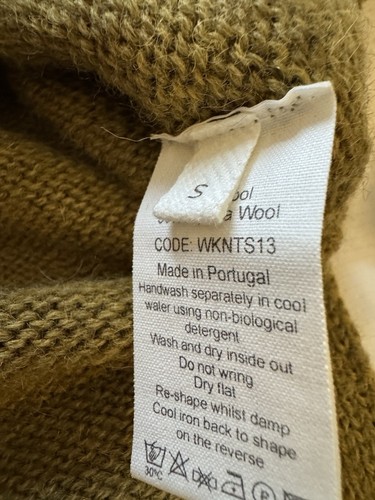 S
Wool
CODE: WKNTS13
Made in Portugal
Handwash separately in cool
water using non-biological
detergent
Wash and dry inside out
Do not wring
Dry flat
Re-shape whilst damp
Cool iron back to shape
on the reverse
30°C